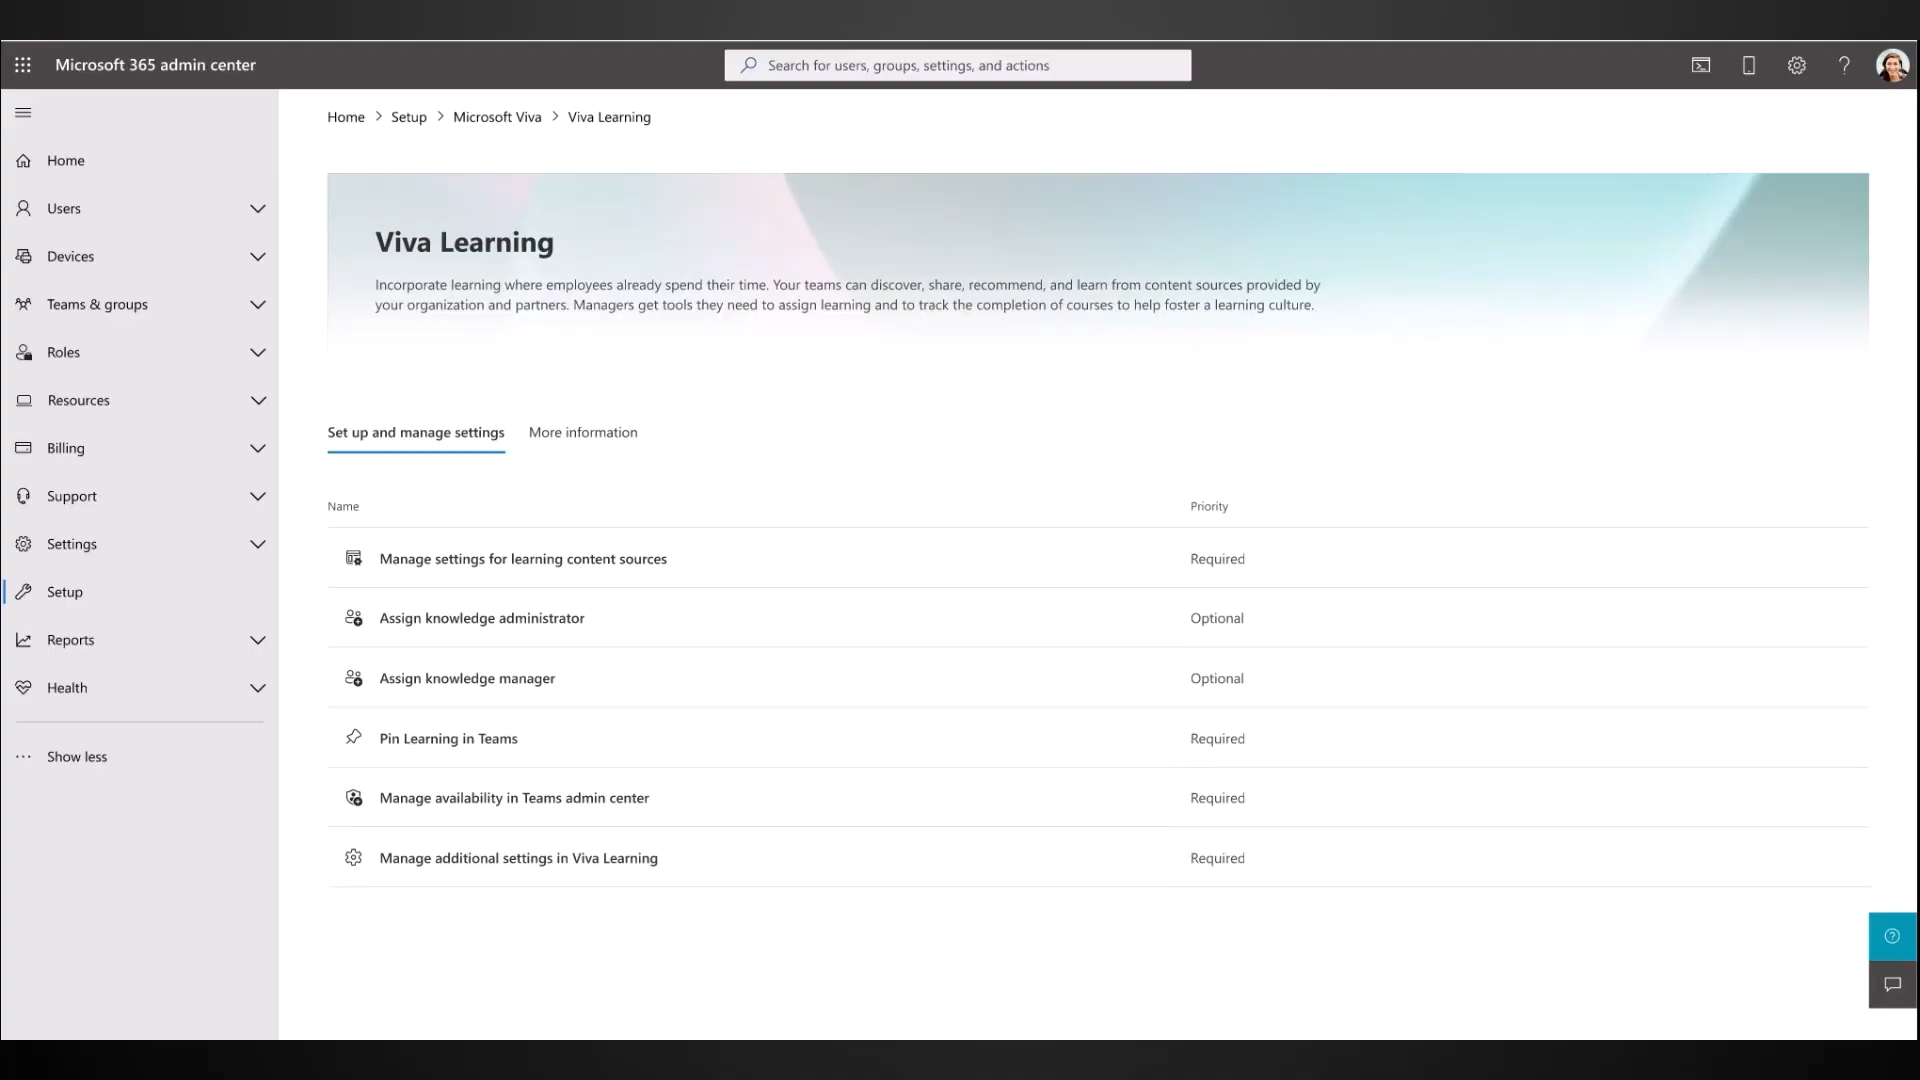 Microsoft 365 admin center
Search for users, groups, settings, and actions
Home > Setup > Microsoft Viva > Viva Learning
Home
Users
Devices
Teams & groups
Roles
Resources
Billing
Support
Settings
Setup
Reports
Health
Show less
Viva Learning
Incorporate learning where employees already spend their time. Your teams can discover, share, recommend, and learn from content sources provided by
your organization and partners. Managers get tools they need to assign learning and to track the completion of courses to help foster a learning culture.
Set up and manage settings More information
Name Priority
Manage settings for learning content sources Required
Assign knowledge administrator Optional
Assign knowledge manager Optional
Pin Learning in Teams Required
Manage availability in Teams admin center Required
Manage additional settings in Viva Learning Required